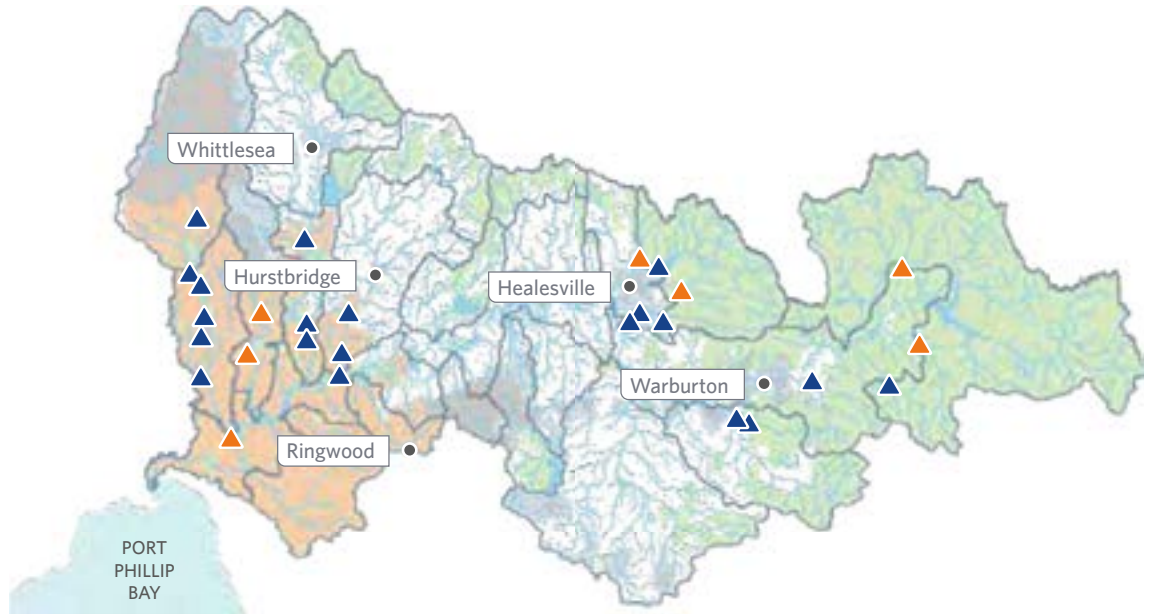 Whittlesea
Hurstbridge
Healesville
Warburton
Ringwood
PORT
PHILLIP
BAY